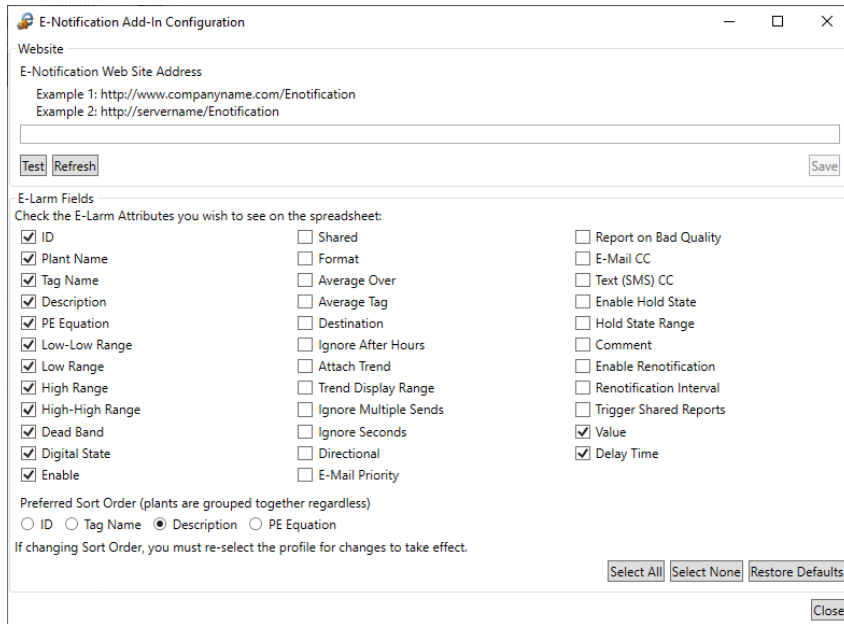 E-Notification Add-In Configuration
Website
E-Notification Web Site Address
Example 1: http://www.companyname.com/Enotification
Example 2: http://servername/Enotification
Test Refresh Save
E-Larm Fields
Check the E-Larm Attributes you wish to see on the spreadsheet:
ID Shared Report on Bad Quality
Plant Name Format E-Mail CC
Tag Name Average Over Text (SMS) CC
Description Average Tag Enable Hold State
PE Equation Destination Hold State Range
Low-Low Range Ignore After Hours Comment
Low Range Attach Trend Enable Renotification
High Range Trend Display Range Renotification Interval
High-High Range Ignore Multiple Sends Trigger Shared Reports
Dead Band Ignore Seconds Value
Digital State Directional Delay Time
Enable E-Mail Priority
Preferred Sort Order (plants are grouped together regardless)
ID Tag Name Description PE Equation
If changing Sort Order, you must re-select the profile for changes to take effect.
Select All Select None Restore Defaults
Close